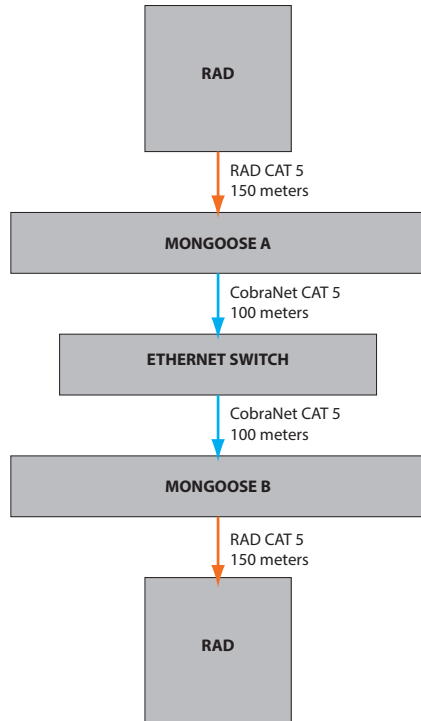 RAD
RAD CAT 5
150 meters
MONGOOSE A
CobraNet CAT 5
100 meters
ETHERNET SWITCH
CobraNet CAT 5
100 meters
MONGOOSE B
RAD CAT 5
150 meters
RAD